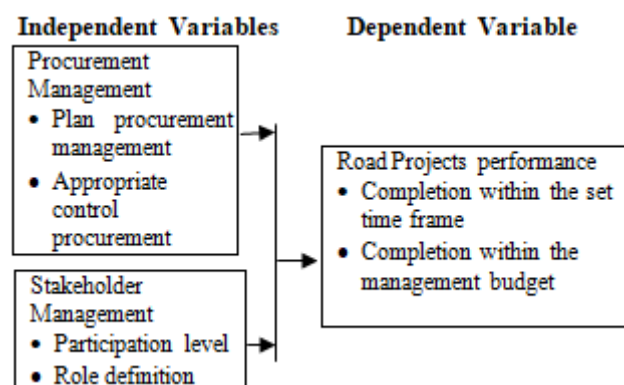 Independent Variables
Dependent Variable
Procurement
Management
• Plan procurement
management
• Appropriate
control
procurement
Road Projects performance
• Completion within the set
time frame
• Completion within the
management budget
Stakeholder
Management
• Participation level
• Role definition